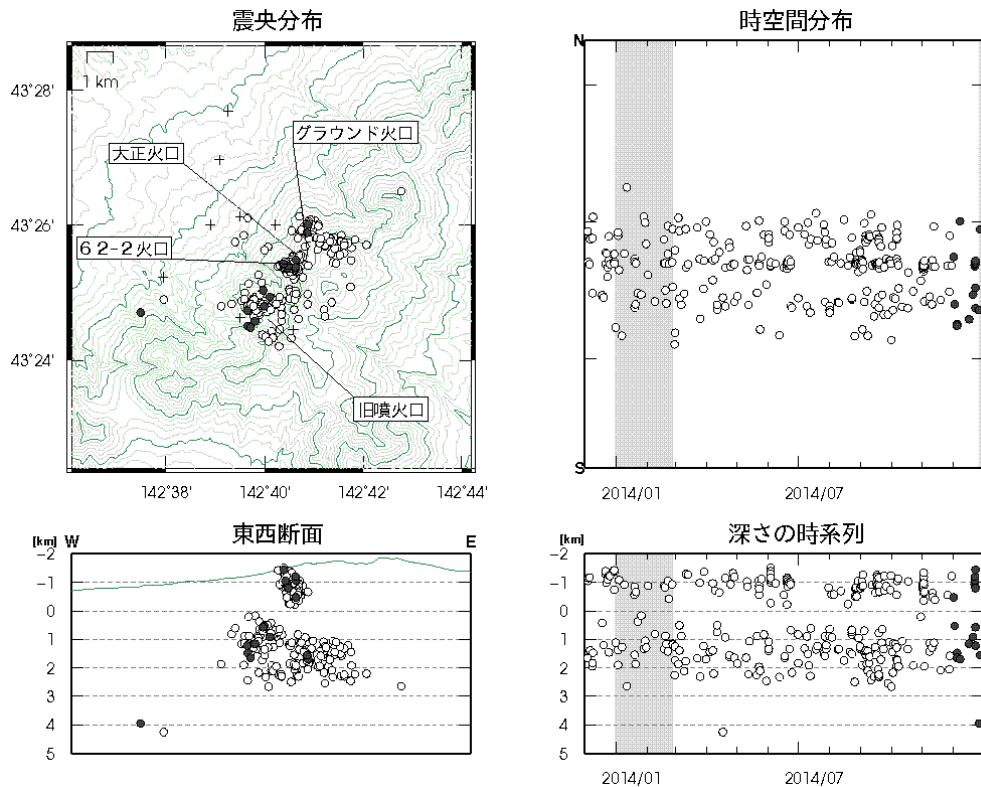 震央分布
1 km
43°28'
43°26'
43°24'
グラウンド火口
大正火口
62-2火口
旧噴火口
142°38'
142°40'
142°42'
142°44'
時空間分布
N
S
2014/01
2014/07
東西断面
[km] W
E
-2
-1
0
1
2
3
4
5
深さの時系列
[km]
-2
-1
0
1
2
3
4
5
2014/01
2014/07